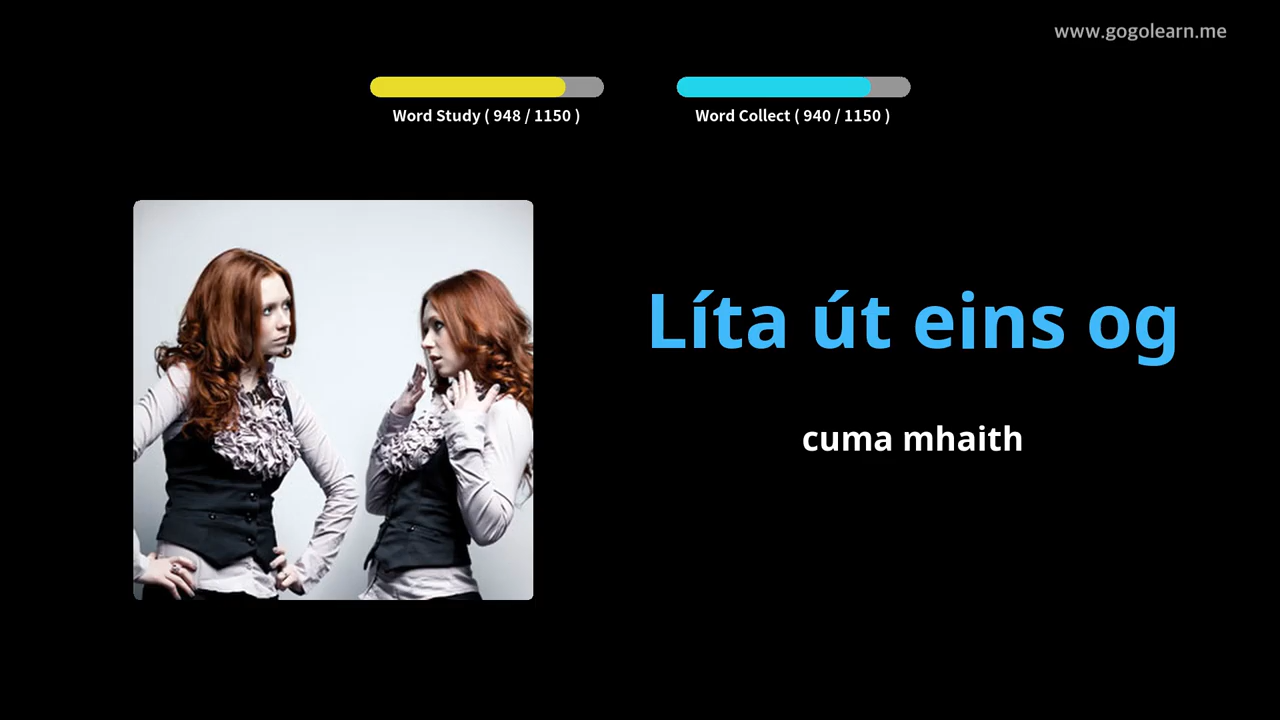 www.gogolearn.me
Word Study ( 948 / 1150 )
Word Collect ( 940 / 1150 )
Líta út eins og
cuma mhaith